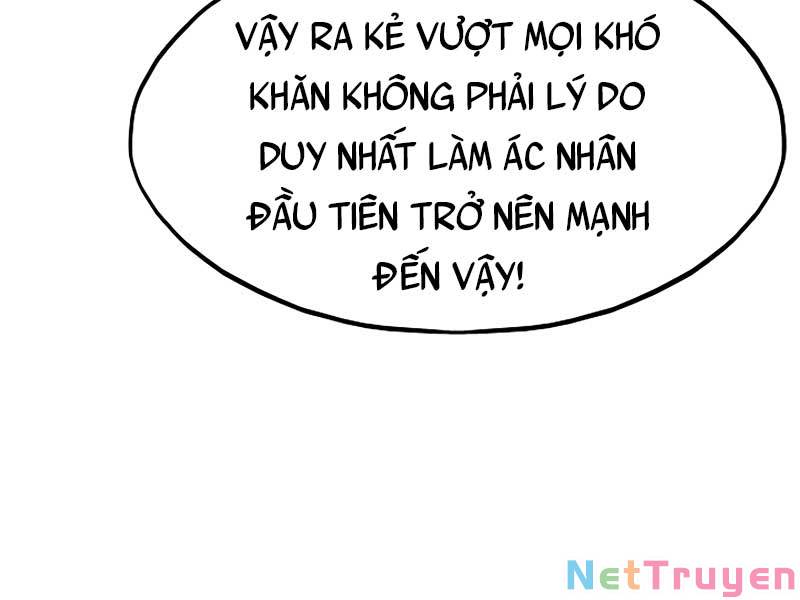 VẬY RA KẺ VƯỢT MỌI KHÓ
KHĂN KHÔNG PHẢI LÝ DO
DUY NHẤT LÀM ÁC NHÂN
ĐẦU TIÊN TRỞ NÊN MẠNH
ĐẾN VẬY!
NetTruyen